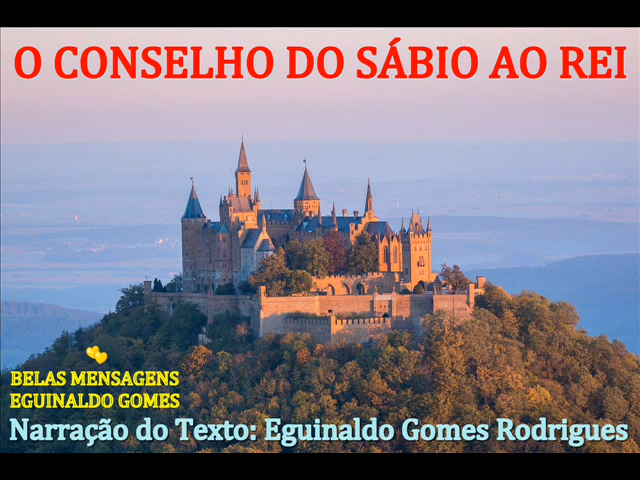 O CONSELHO DO SÁBIO AO REI
BELAS MENSAGENS
EGUINALDO GOMES
Narração do Texto: Eguinaldo Gomes Rodrigues